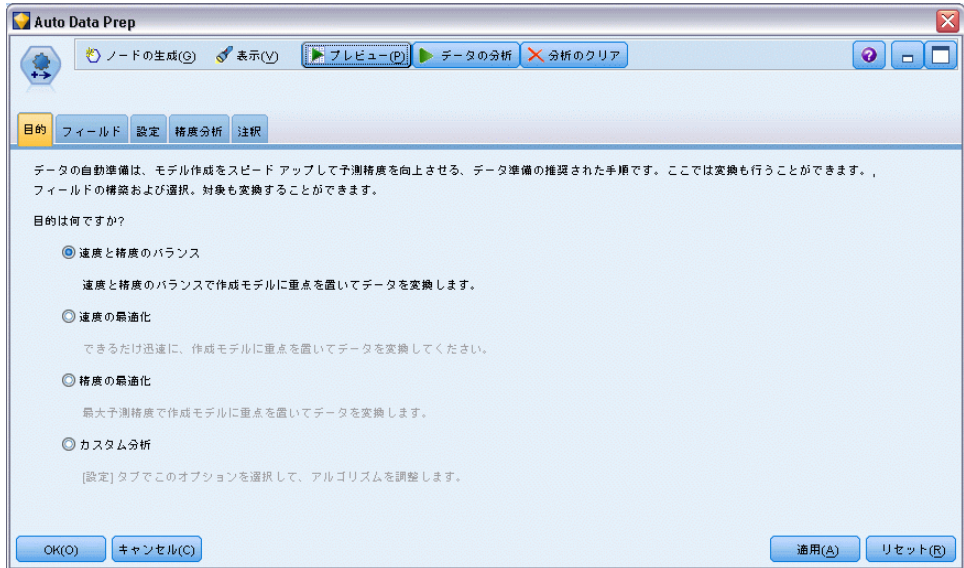 Auto Data Prep
ノードの生成(G) 表示(V) プレビュー(P) データの分析 分析のクリア
目的 フィールド 設定 精度分析 注釈
データの自動準備は、モデル作成をスピード アップして予測精度を向上させる、データ準備の推奨された手順です。ここでは変換も行うことができます。,
フィールドの構築および選択。対象も変換することができます。
目的は何ですか?
速度と精度のバランス
速度と精度のバランスで作成モデルに重点を置いてデータを変換します。
速度の最適化
できるだけ迅速に、作成モデルに重点を置いてデータを変換してください。
精度の最適化
最大予測精度で作成モデルに重点を置いてデータを変換します。
カスタム分析
[設定] タブでこのオプションを選択して、アルゴリズムを調整します。
OK(O) キャンセル(C) 適用(A) リセット(R)